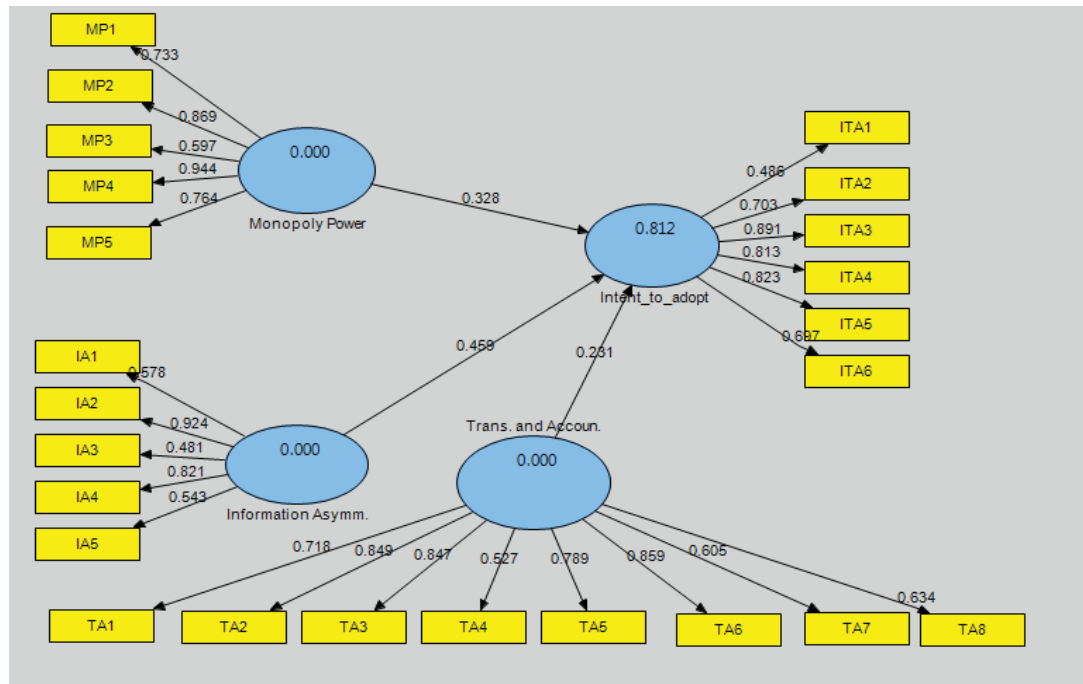 MP1
0.733
MP2
0.869
MP3
0.597
MP4
0.944
0.764
MP5
0.000
Monopoly Power
0.328
0.812
Intent_to_adopt
ITA1
0.486
ITA2
0.703
ITA3
0.891
ITA4
0.813
0.823
ITA5
0.697
ITA6
0.459
0.231
IA1
0.578
IA2
0.924
IA3
0.481
IA4
0.821
0.543
IA5
0.000
Information Asymm.
Trans. and Accoun.
0.000
0.718
0.849
0.847
0.527
0.789
0.859
0.605
0.634
TA1
TA2
TA3
TA4
TA5
TA6
TA7
TA8